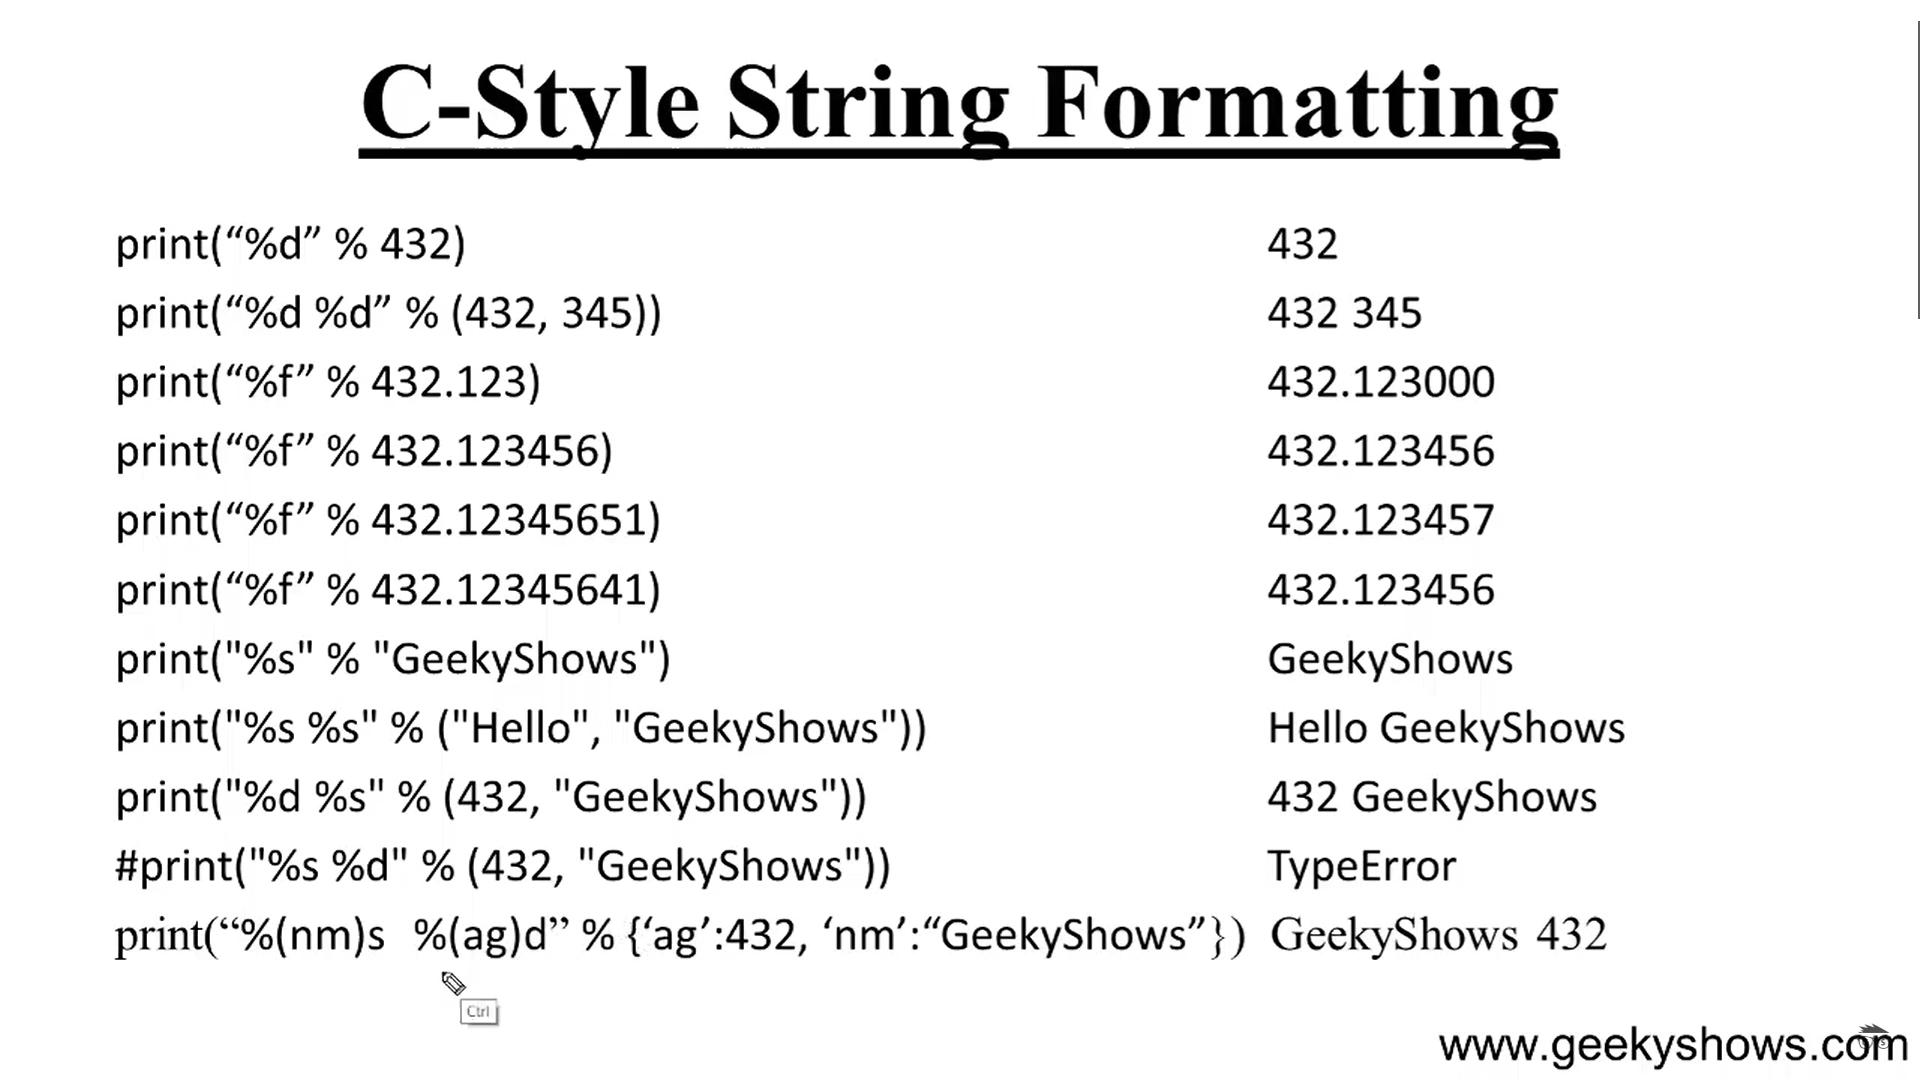 C-Style String Formatting
print(“%d” % 432) 432
print(“%d %d” % (432, 345)) 432 345
print(“%f” % 432.123) 432.123000
print(“%f” % 432.123456) 432.123456
print(“%f” % 432.12345651) 432.123457
print(“%f” % 432.12345641) 432.123456
print("%s" % "GeekyShows") GeekyShows
print("%s %s" % ("Hello", "GeekyShows")) Hello GeekyShows
print("%d %s" % (432, "GeekyShows")) 432 GeekyShows
#print("%s %d" % (432, "GeekyShows")) TypeError
print(“%(nm)s %(ag)d” % {‘ag’:432, ‘nm’:“GeekyShows”}) GeekyShows 432
Ctrl
www.geekyshows.com